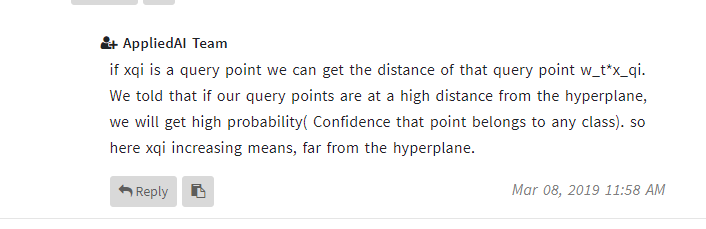 AppliedAI Team
if xqi is a query point we can get the distance of that query point w_t*x_qi.
We told that if our query points are at a high distance from the hyperplane,
we will get high probability( Confidence that point belongs to any class). so
here xqi increasing means, far from the hyperplane.
Reply
Mar 08, 2019 11:58 AM